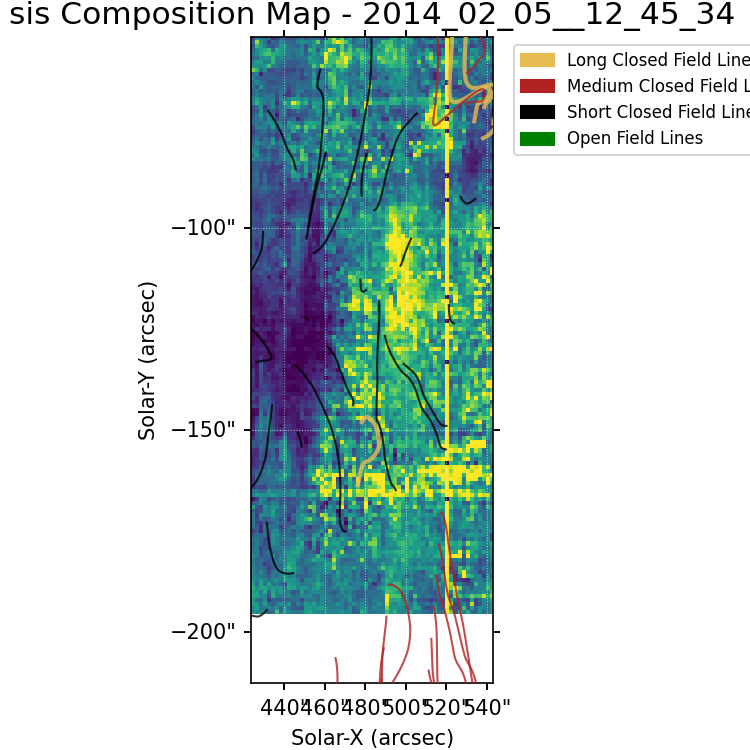 sis Composition Map - 2014_02_05__12_45_34
Long Closed Field Line
Medium Closed Field L
Short Closed Field Line
Open Field Lines
−100"
−150"
−200"
Solar-Y (arcsec)
440" 460" 480" 500" 520" 540"
Solar-X (arcsec)